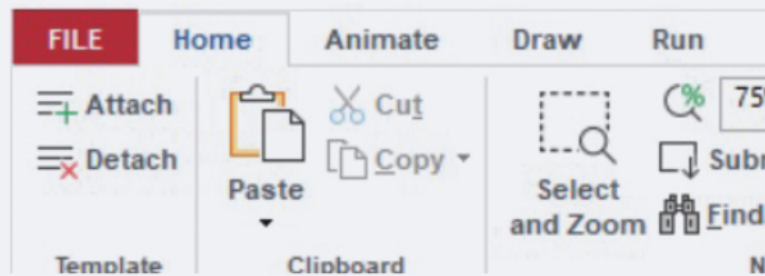 FILE Home Animate Draw Run
Attach
Detach
Paste
Cut
Copy
Select
and Zoom
%
Find
Template
Clipboard